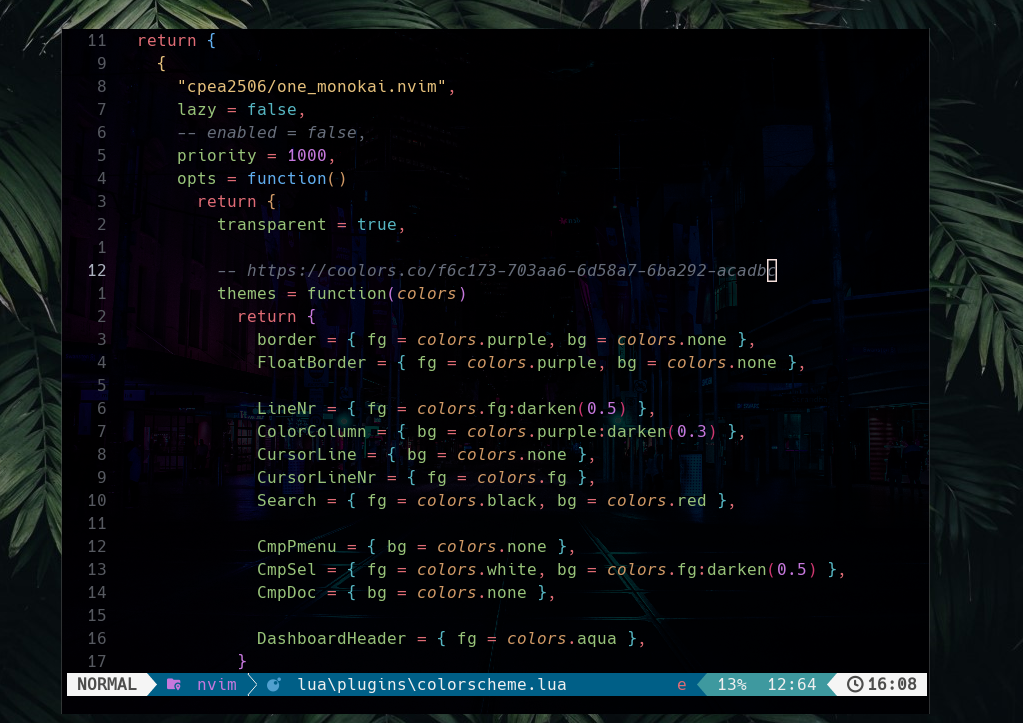 11 return {
9 {
8 "cpea2506/one_monokai.nvim",
7 lazy = false,
6 -- enabled = false,
5 priority = 1000,
4 opts = function()
3 return {
2 transparent = true,
1
12 -- https://coolors.co/f6c173-703aa6-6d58a7-6ba292-acadbc
1 themes = function(colors)
2 return {
3 border = { fg = colors.purple, bg = colors.none },
4 FloatBorder = { fg = colors.purple, bg = colors.none },
5
6 LineNr = { fg = colors.fg:darken(0.5) },
7 ColorColumn = { bg = colors.purple:darken(0.3) },
8 CursorLine = { bg = colors.none },
9 CursorLineNr = { fg = colors.fg },
10 Search = { fg = colors.black, bg = colors.red },
11
12 CmpPmenu = { bg = colors.none },
13 CmpSel = { fg = colors.white, bg = colors.fg:darken(0.5) },
14 CmpDoc = { bg = colors.none },
15
16 DashboardHeader = { fg = colors.aqua },
17 }
NORMAL nvim lua\plugins\colorscheme.lua e 13% 12:64 16:08